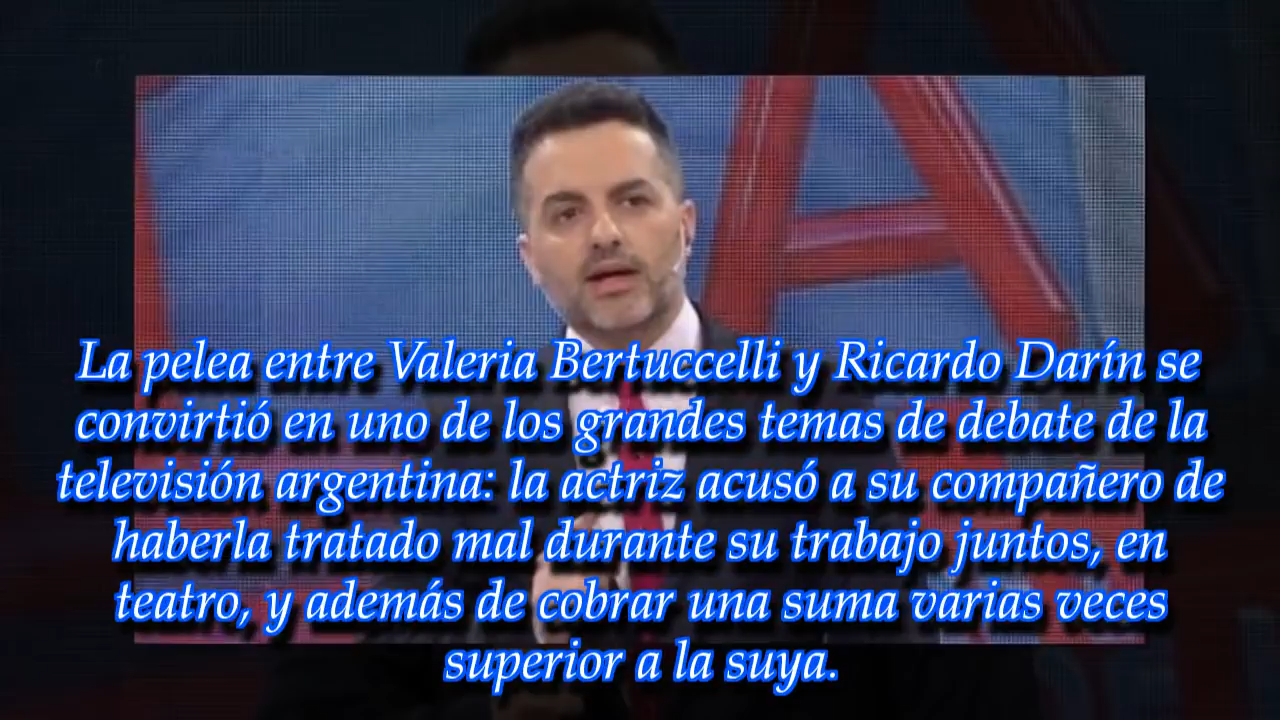 La pelea entre Valeria Bertuccelli y Ricardo Darín se
convirtió en uno de los grandes temas de debate de la
televisión argentina: la actriz acusó a su compañero de
haberla tratado mal durante su trabajo juntos, en
teatro, y además de cobrar una suma varias veces
superior a la suya.